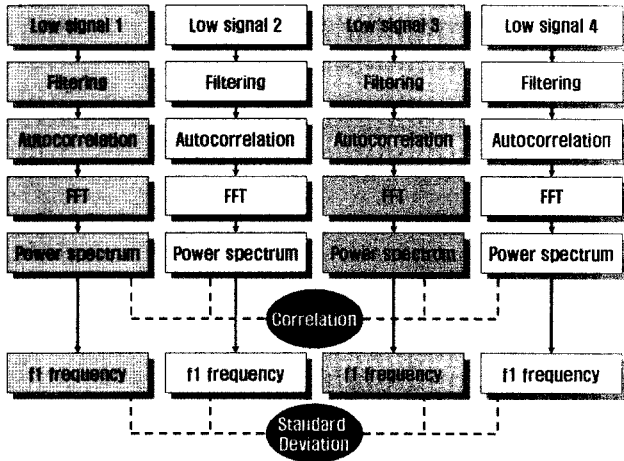 Low signal 1 Low signal 2 Low signal 3 Low signal 4
Filtering Filtering Filtering Filtering
Autocorrelation Autocorrelation Autocorrelation Autocorrelation
FFT FFT FFT FFT
Power spectrum Power spectrum Power spectrum Power spectrum
Correlation
f1 frequency f1 frequency f1 frequency f1 frequency
Standard
Deviation